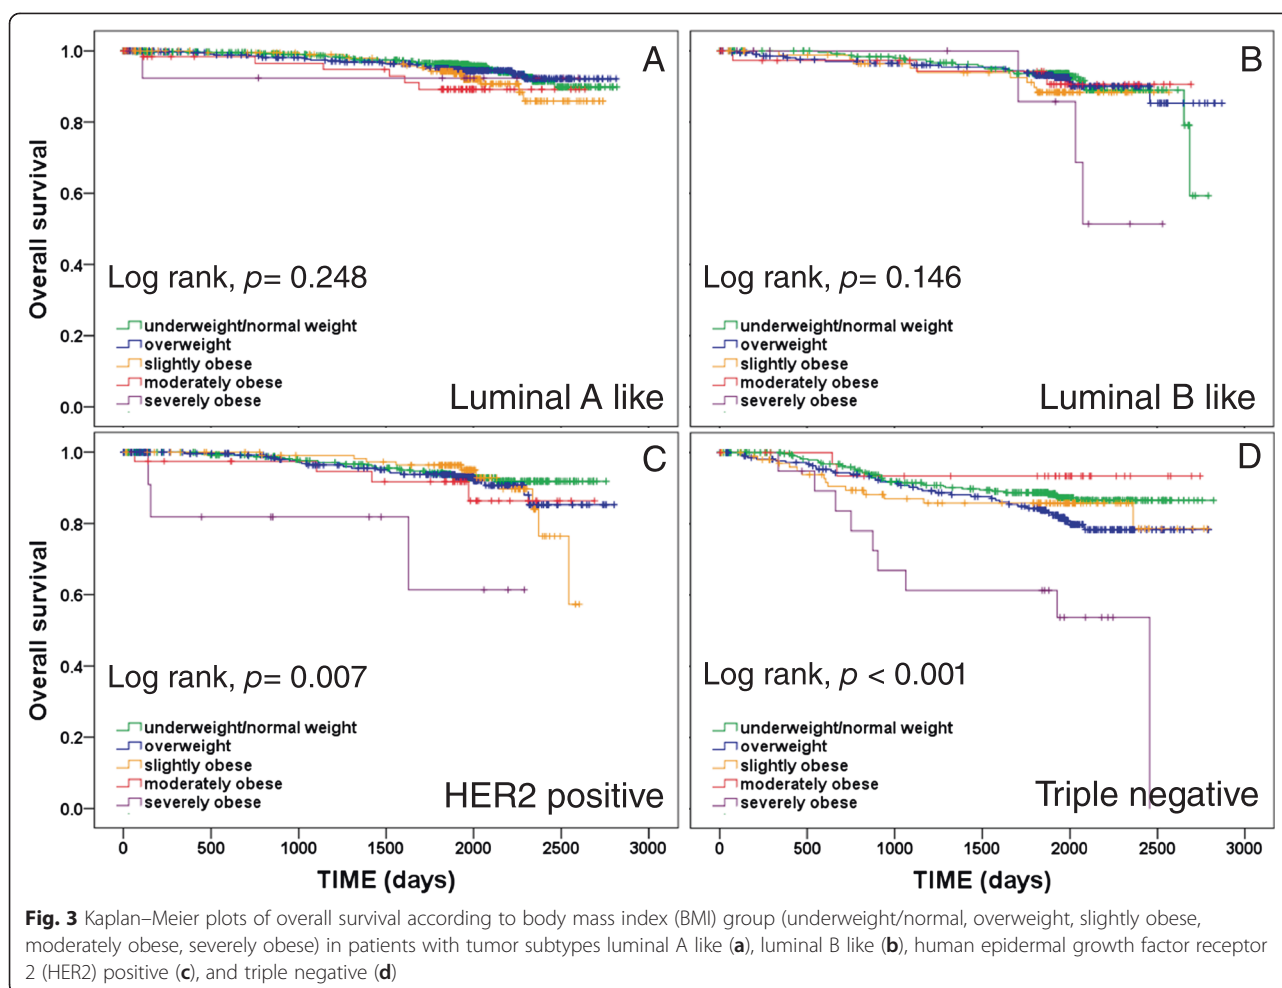 A
B
1.0
0.8
0.6
0.4
0.2
0.0
Overall survival
Log rank, p= 0.248
Log rank, p= 0.146
underweight/normal weight
overweight
slightly obese
moderately obese
severely obese
Luminal A like
underweight/normal weight
overweight
slightly obese
moderately obese
severely obese
Luminal B like
C
D
1.0
0.8
0.6
0.4
0.2
0.0
Overall survival
Log rank, p= 0.007
Log rank, p < 0.001
underweight/normal weight
overweight
slightly obese
moderately obese
severely obese
HER2 positive
underweight/normal weight
overweight
slightly obese
moderately obese
severely obese
Triple negative
0 500 1000 1500 2000 2500 3000
0 500 1000 1500 2000 2500 3000
TIME (days)
TIME (days)
Fig. 3 Kaplan–Meier plots of overall survival according to body mass index (BMI) group (underweight/normal, overweight, slightly obese,
moderately obese, severely obese) in patients with tumor subtypes luminal A like (a), luminal B like (b), human epidermal growth factor receptor
2 (HER2) positive (c), and triple negative (d)